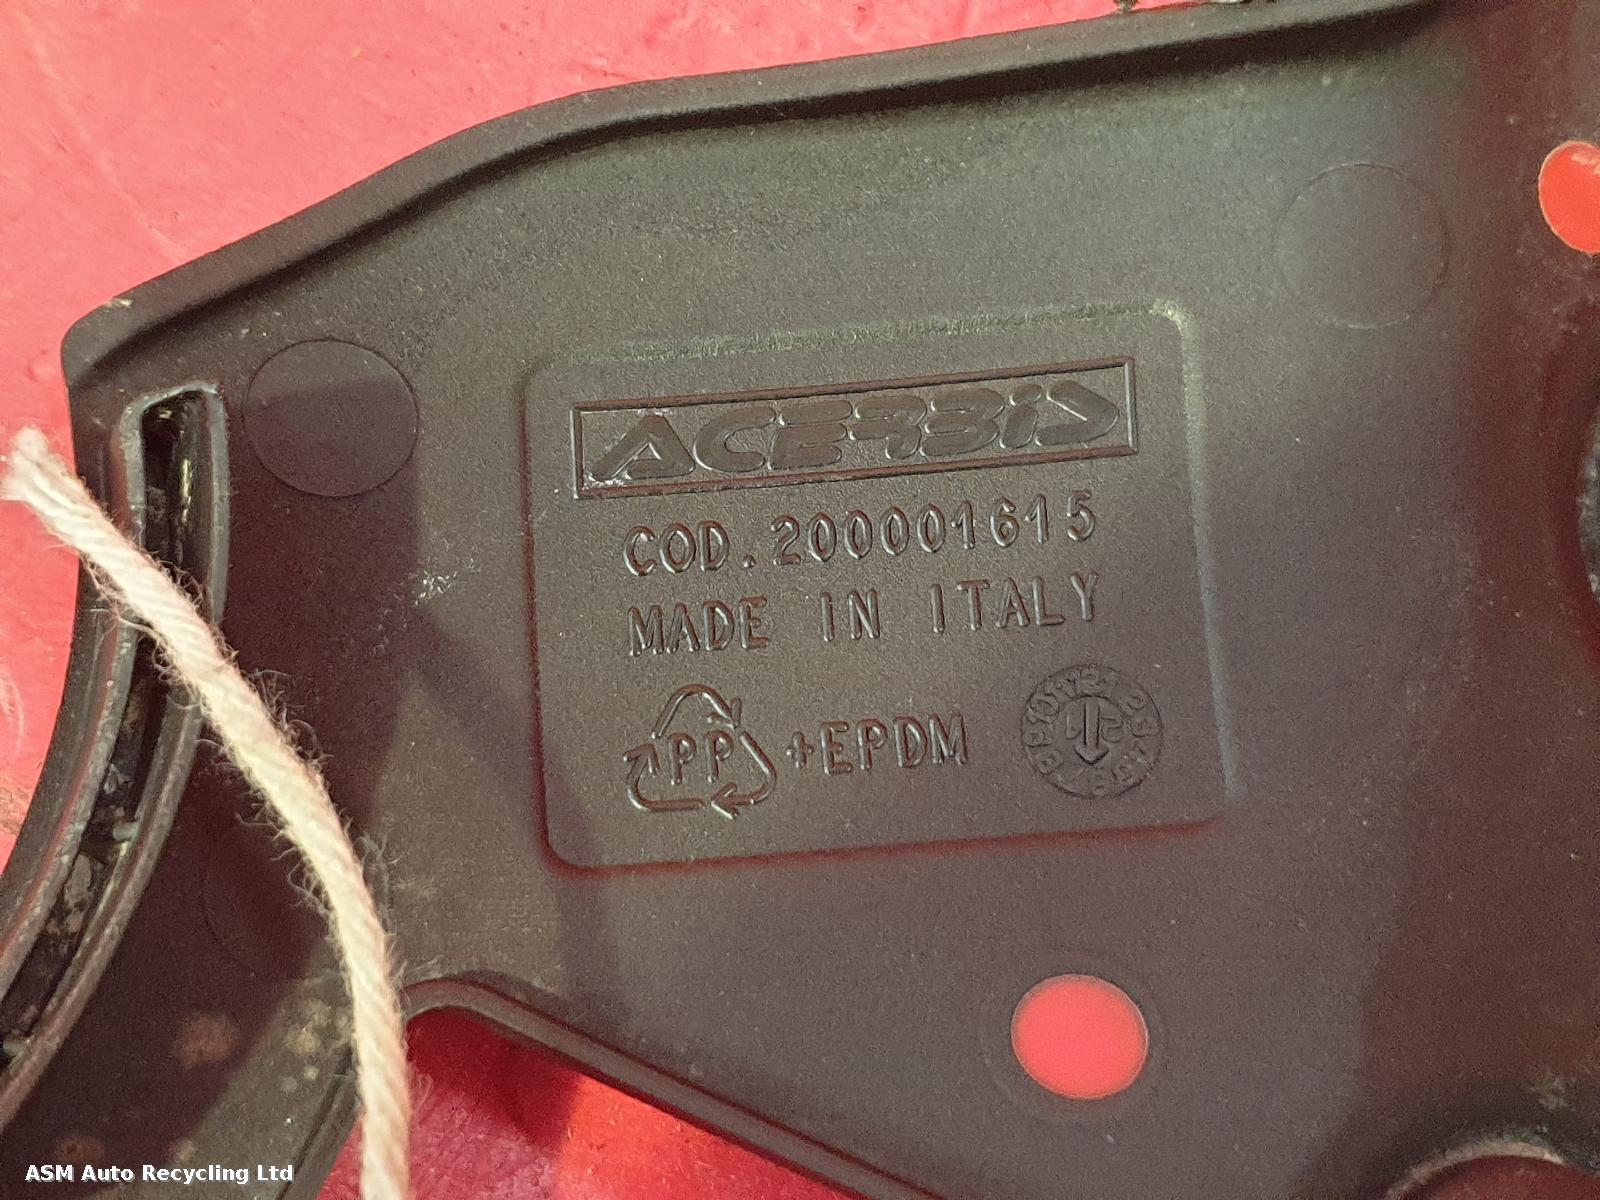 ACERBIS
COD.200001615
MADE IN ITALY
PP +EPDM
ASM Auto Recycling Ltd